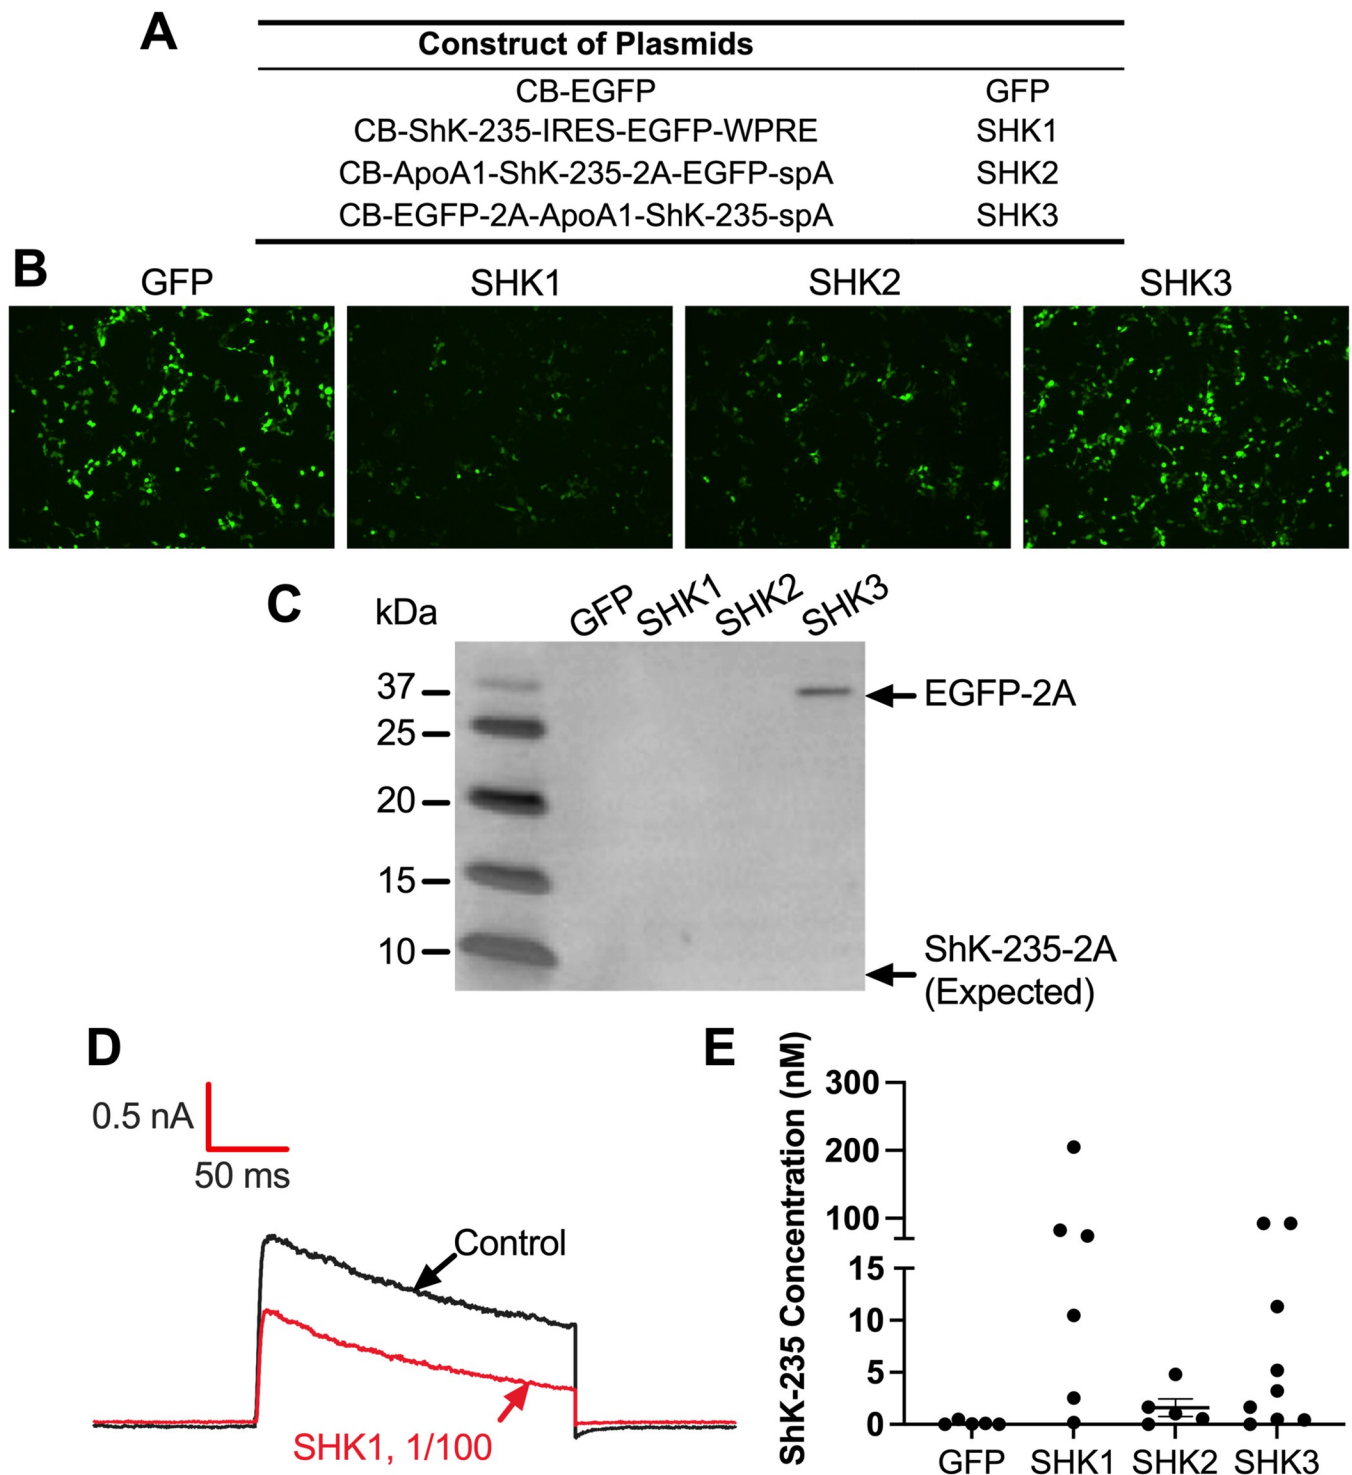 A
Construct of Plasmids
CB-EGFP GFP
CB-ShK-235-IRES-EGFP-WPRE SHK1
CB-ApoA1-ShK-235-2A-EGFP-spA SHK2
CB-EGFP-2A-ApoA1-ShK-235-spA SHK3
B
GFP SHK1 SHK2 SHK3
C
kDa GFP SHK1 SHK2 SHK3
37
25
20
15
10
EGFP-2A
ShK-235-2A
(Expected)
D
0.5 nA
50 ms
Control
SHK1, 1/100
E
ShK-235 Concentration (nM)
300
200
100
15
10
5
0
GFP SHK1 SHK2 SHK3